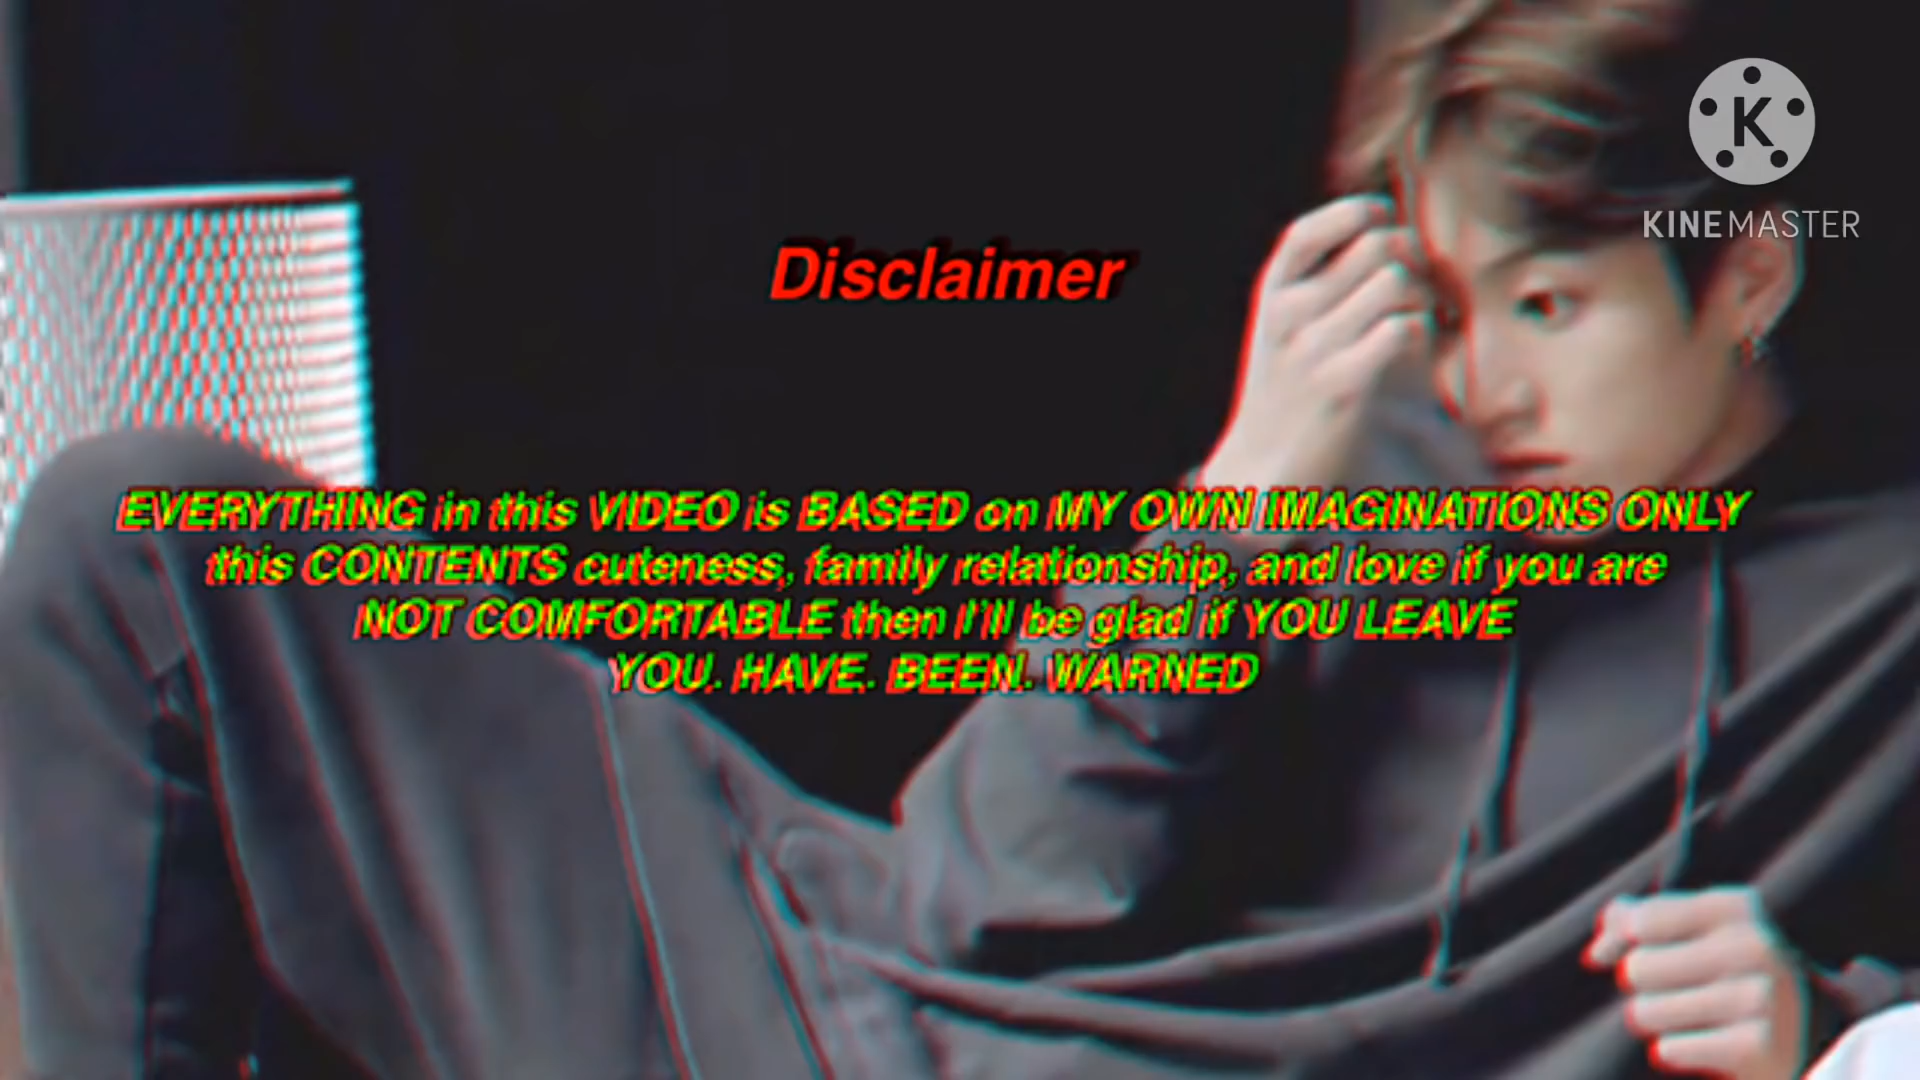 K
KINEMASTER
Disclaimer
EVERYTHING in this VIDEO is BASED on MY OWN IMAGINATIONS ONLY
this CONTENTS cuteness, family relationship, and love if you are
NOT COMFORTABLE then I'll be glad if YOU LEAVE
YOU. HAVE. BEEN. WARNED